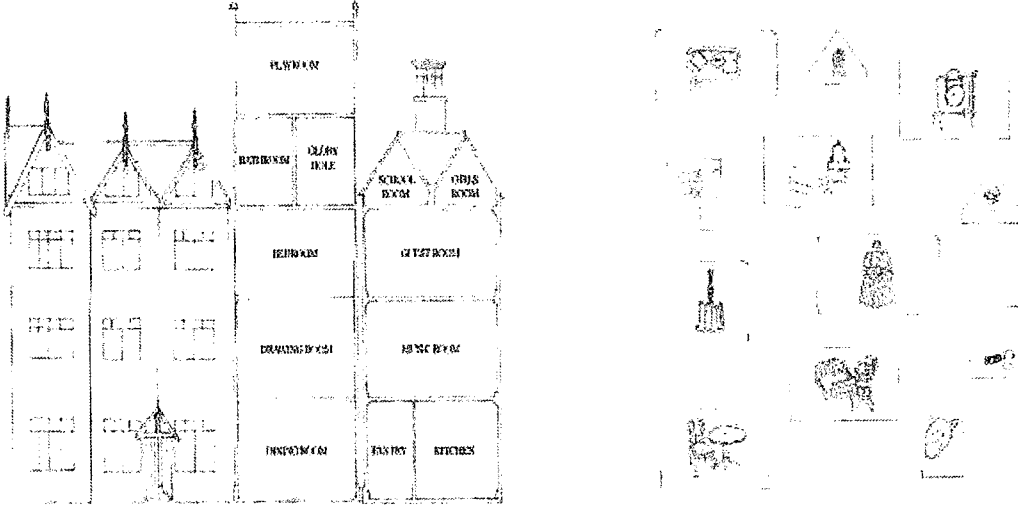 PLAYROOM
BATHROOM
GLORY
HOLE
SCHOOL
ROOM
GIRLS
ROOM
BEDROOM
GUEST ROOM
DRAWING ROOM
MUSIC ROOM
DINING ROOM
PANTRY
KITCHEN